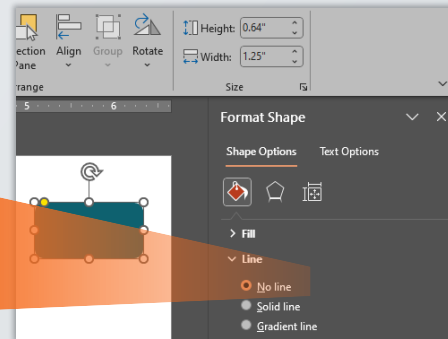 ection Align Group Rotate
Pane
Height: 0.64"
Width: 1.25"
range
Size
5 6
Format Shape
Shape Options Text Options
Fill
Line
No line
Solid line
Gradient line